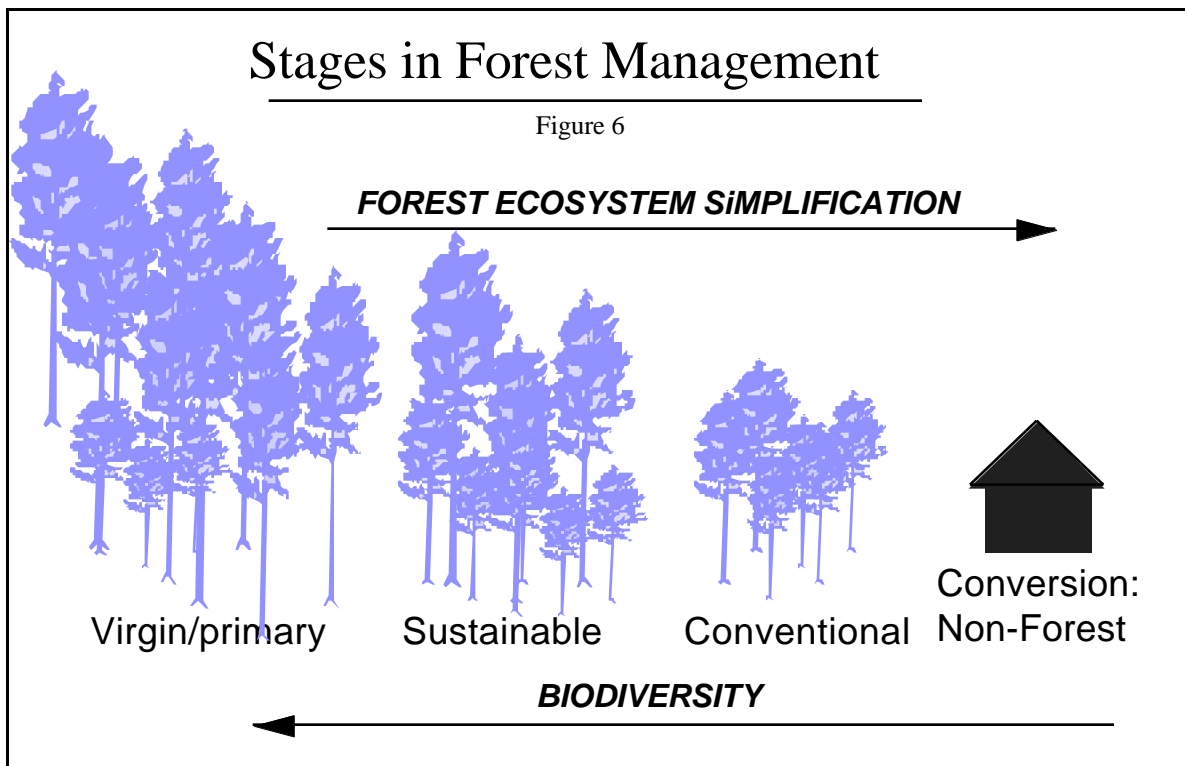 Stages in Forest Management
Figure 6
FOREST ECOSYSTEM SiMPLIFICATION
Virgin/primary
Sustainable
Conventional
Conversion:
Non-Forest
BIODIVERSITY